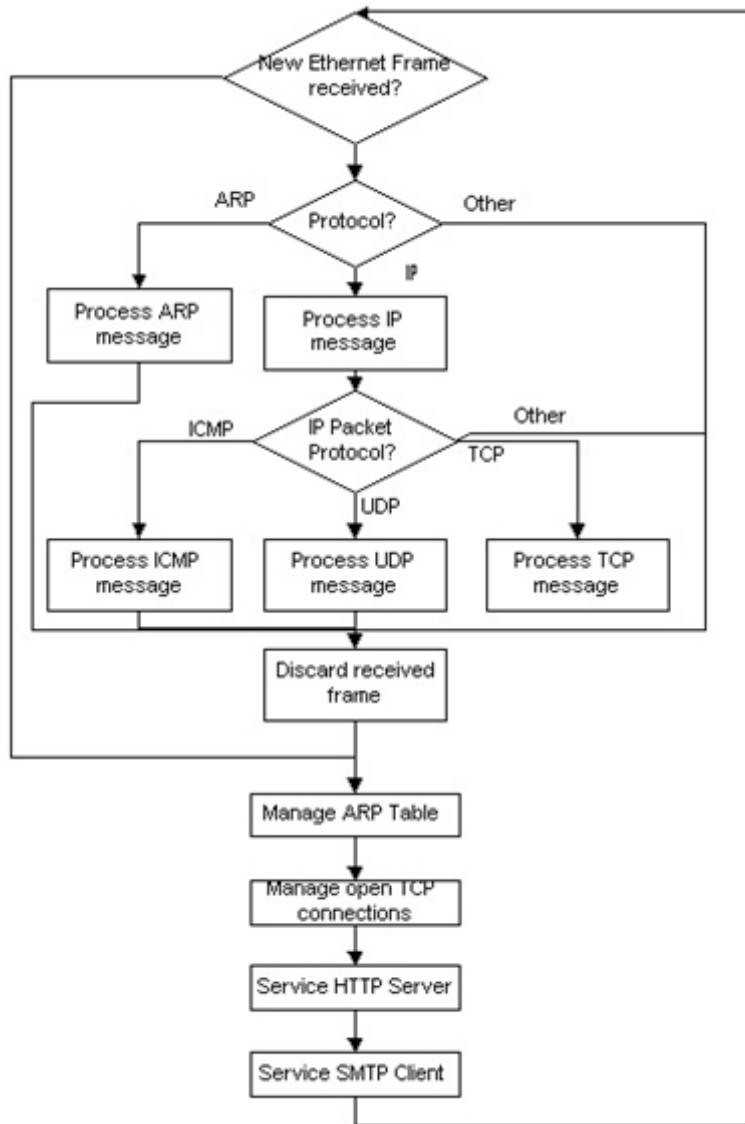 New Ethernet Frame
received?
ARP
Protocol?
Other
IP
Process ARP
message
Process IP
message
ICMP
IP Packet
Protocol?
Other
TCP
UDP
Process ICMP
message
Process UDP
message
Process TCP
message
Discard received
frame
Manage ARP Table
Manage open TCP
connections
Service HTTP Server
Service SMTP Client